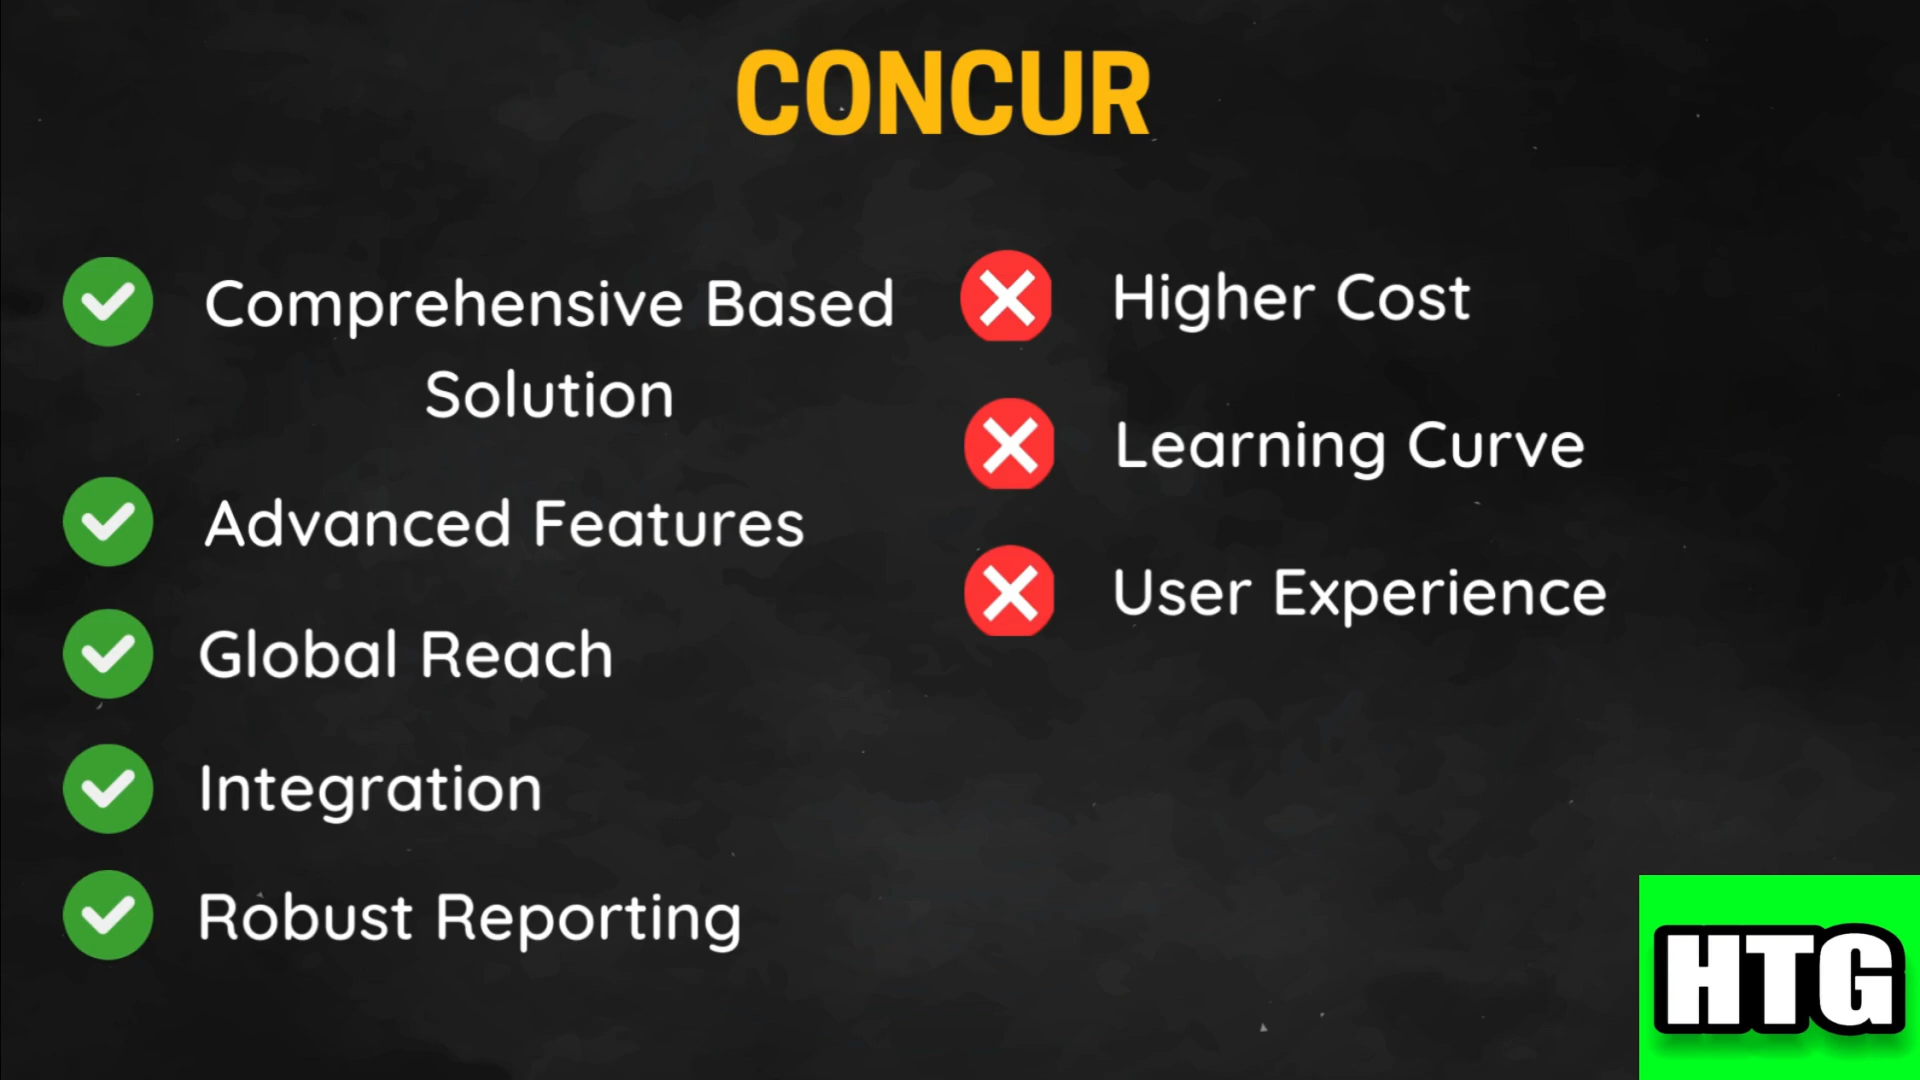 CONCUR
Comprehensive Based
Solution
Advanced Features
Global Reach
Integration
Robust Reporting
Higher Cost
Learning Curve
User Experience
HTG